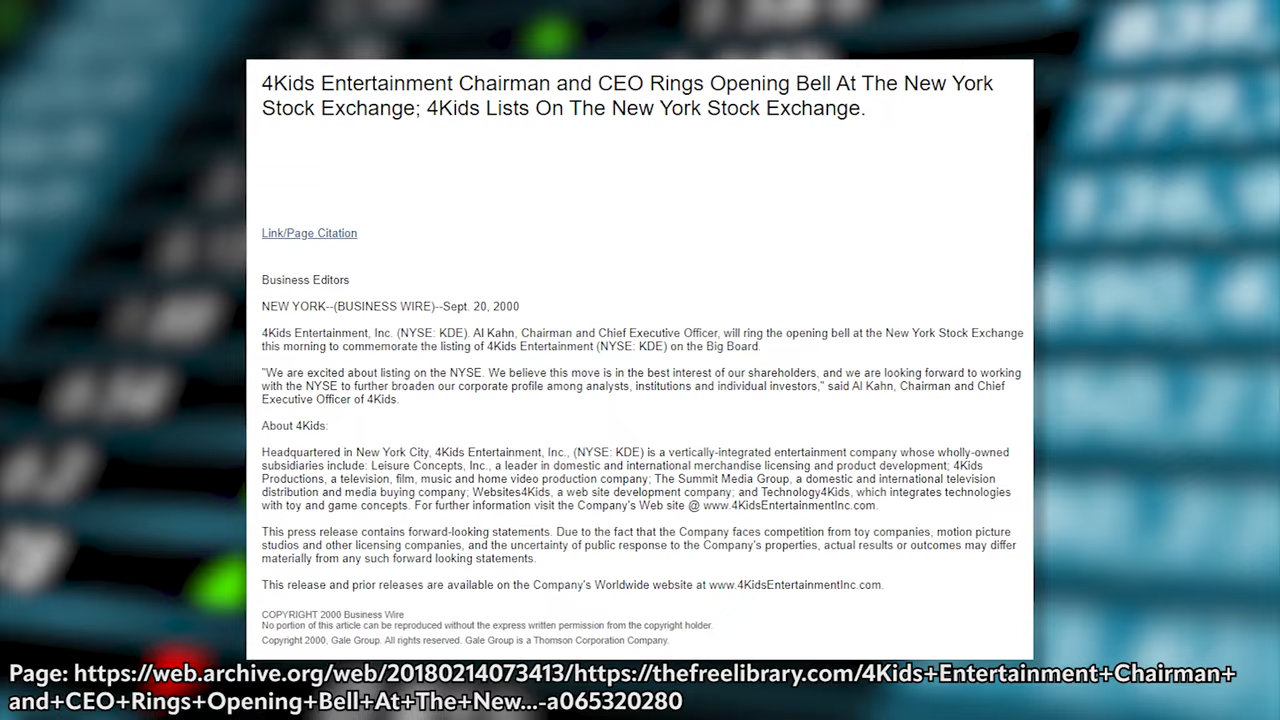 4Kids Entertainment Chairman and CEO Rings Opening Bell At The New York
Stock Exchange; 4Kids Lists On The New York Stock Exchange.
Link/Page Citation
Business Editors
NEW YORK--(BUSINESS WIRE)--Sept. 20, 2000
4Kids Entertainment, Inc. (NYSE: KDE). Al Kahn, Chairman and Chief Executive Officer, will ring the opening bell at the New York Stock Exchange
this morning to commemorate the listing of 4Kids Entertainment (NYSE: KDE) on the Big Board.
"We are excited about listing on the NYSE. We believe this move is in the best interest of our shareholders, and we are looking forward to working
with the NYSE to further broaden our corporate profile among analysts, institutions and individual investors," said Al Kahn, Chairman and Chief
Executive Officer of 4Kids.
About 4Kids:
Headquartered in New York City, 4Kids Entertainment, Inc., (NYSE: KDE) is a vertically-integrated entertainment company whose wholly-owned
subsidiaries include: Leisure Concepts, Inc., a leader in domestic and international merchandise licensing and product development; 4Kids
Productions, a television, film, music and home video production company; The Summit Media Group, a domestic and international television
distribution and media buying company; Websites4Kids, a web site development company; and Technology4Kids, which integrates technologies
with toy and game concepts. For further information visit the Company's Web site @ www.4KidsEntertainmentInc.com.
This press release contains forward-looking statements. Due to the fact that the Company faces competition from toy companies, motion picture
studios and other licensing companies, and the uncertainty of public response to the Company's properties, actual results or outcomes may differ
materially from any such forward looking statements.
This release and prior releases are available on the Company's Worldwide website at www.4KidsEntertainmentInc.com.
COPYRIGHT 2000 Business Wire
No portion of this article can be reproduced without the express written permission from the copyright holder.
Copyright 2000, Gale Group. All rights reserved. Gale Group is a Thomson Corporation Company.
Page: https://web.archive.org/web/20180214073413/https://thefreelibrary.com/4Kids+Entertainment+Chairman+
and+CEO+Rings+Opening+Bell+At+The+New...-a065320280